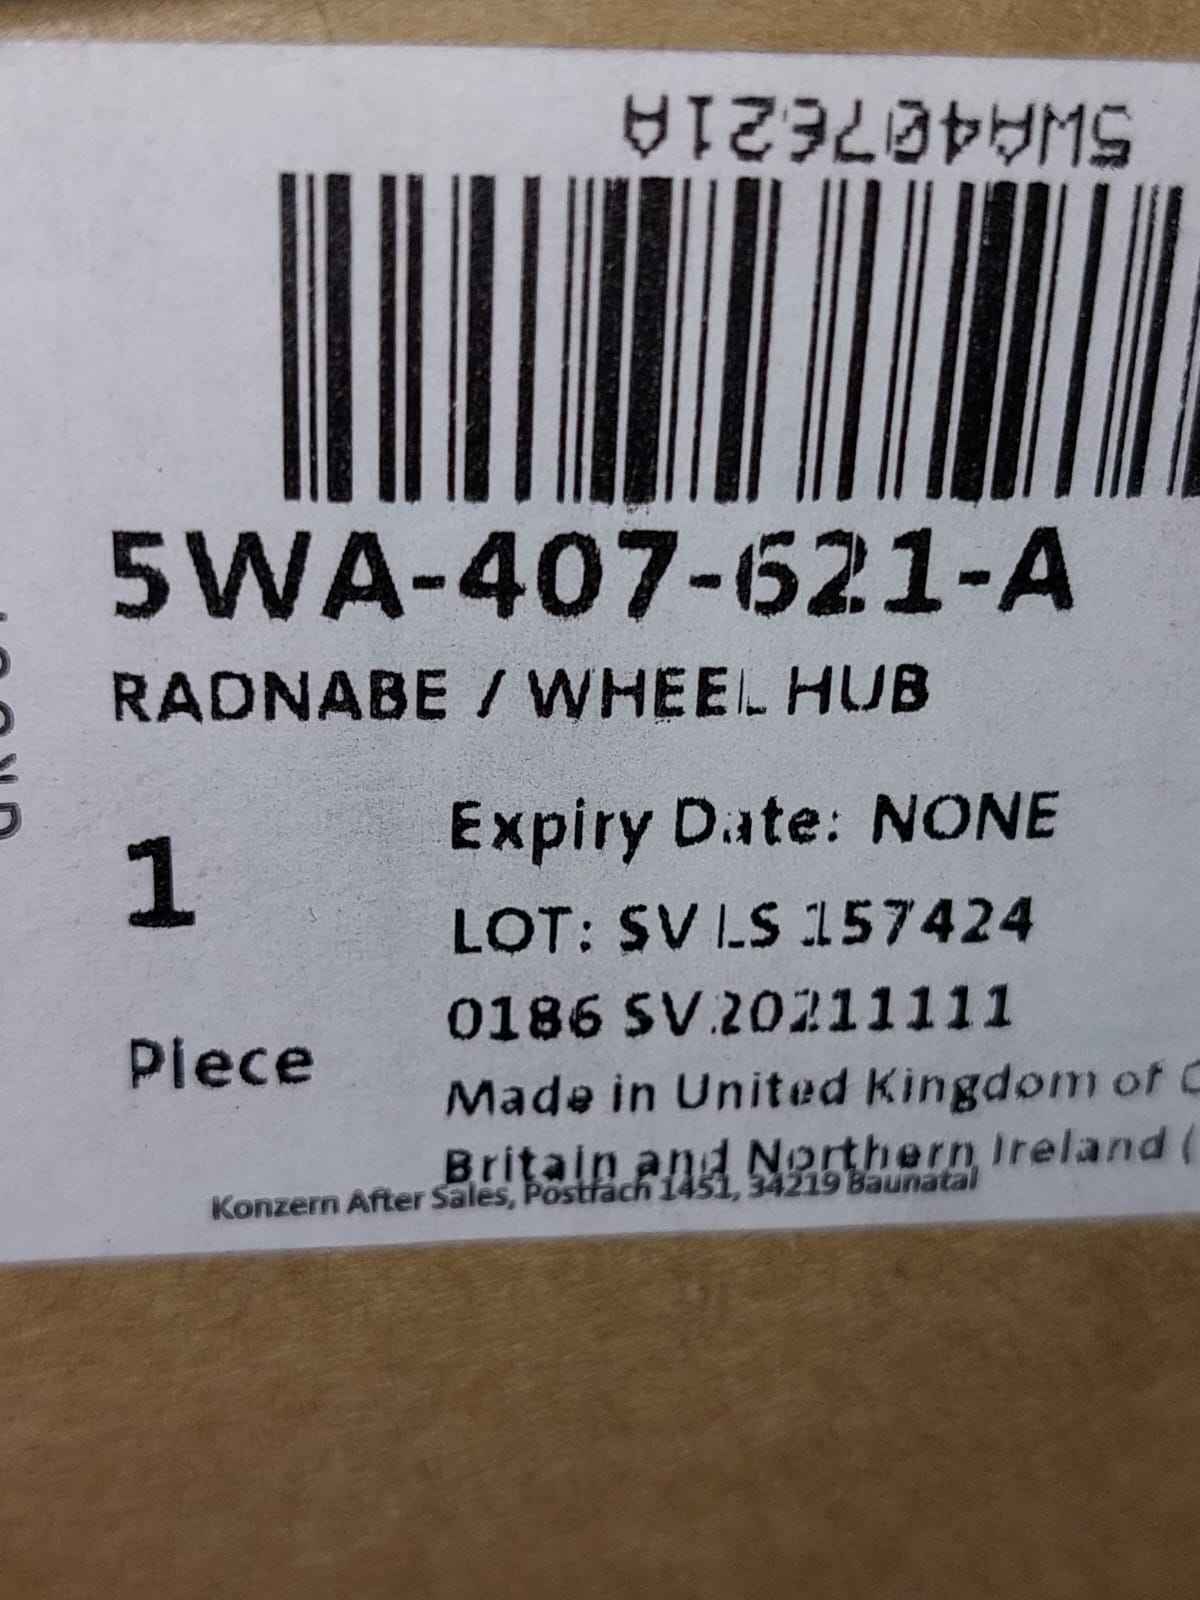 5WA407621A
5WA-407-621-A
RADNABE / WHEEL HUB
1
Piece
Expiry Date: NONE
LOT: SV LS 157424
0186 SV 20211111
Made in United Kingdom of
Britain and Northern Ireland (
Konzern After Sales, Postfach 1451, 34219 Baunatal